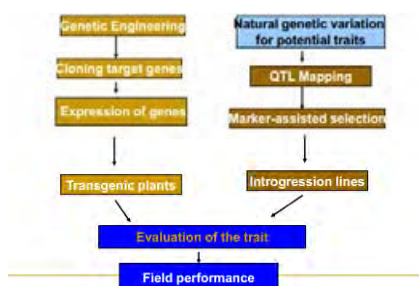 Genetic Engineering
Cloning target genes
Expression of genes
Transgenic plants
Natural genetic variation
for potential traits
QTL Mapping
Marker-assisted selection
Introgression lines
Evaluation of the trait
Field performance